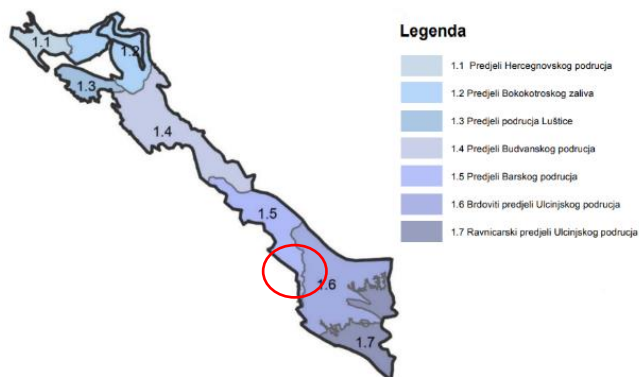 1.1
1.2
1.3
1.4
1.5
1.6
1.7
Legenda
1.1 Predjeli Hercegnovskog podrucja
1.2 Predjeli Bokokotroskog zaliva
1.3 Predjeli podrucja Luštice
1.4 Predjeli Budvanskog podrucja
1.5 Predjeli Barskog podrucja
1.6 Brdoviti predjeli Ulcinjskog podrucja
1.7 Ravnicarski predjeli Ulcinjskog podrucja